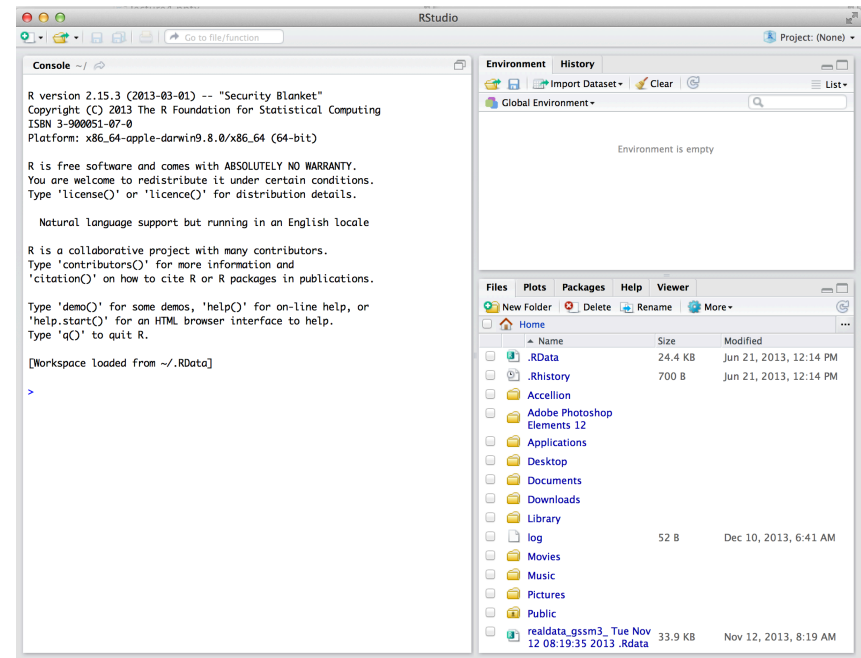 RStudio
Go to file/function
Project: (None)
Console ~/
R version 2.15.3 (2013-03-01) -- "Security Blanket"
Copyright (C) 2013 The R Foundation for Statistical Computing
ISBN 3-900051-07-0
Platform: x86_64-apple-darwin9.8.0/x86_64 (64-bit)
R is free software and comes with ABSOLUTELY NO WARRANTY.
You are welcome to redistribute it under certain conditions.
Type 'license()' or 'licence()' for distribution details.
Natural language support but running in an English locale
R is a collaborative project with many contributors.
Type 'contributors()' for more information and
'citation()' on how to cite R or R packages in publications.
Type 'demo()' for some demos, 'help()' for on-line help, or
'help.start()' for an HTML browser interface to help.
Type 'q()' to quit R.
[Workspace loaded from ~/.RData]
>
Environment History
Import Dataset Clear List
Global Environment
Environment is empty
Files Plots Packages Help Viewer
New Folder Delete Rename More
Home ...
Name Size Modified
.RData 24.4 KB Jun 21, 2013, 12:14 PM
.Rhistory 700 B Jun 21, 2013, 12:14 PM
Accellion
Adobe Photoshop
Elements 12
Applications
Desktop
Documents
Downloads
Library
log 52 B Dec 10, 2013, 6:41 AM
Movies
Music
Pictures
Public
realdata_gssm3_ Tue Nov
12 08:19:35 2013 .Rdata 33.9 KB Nov 12, 2013, 8:19 AM